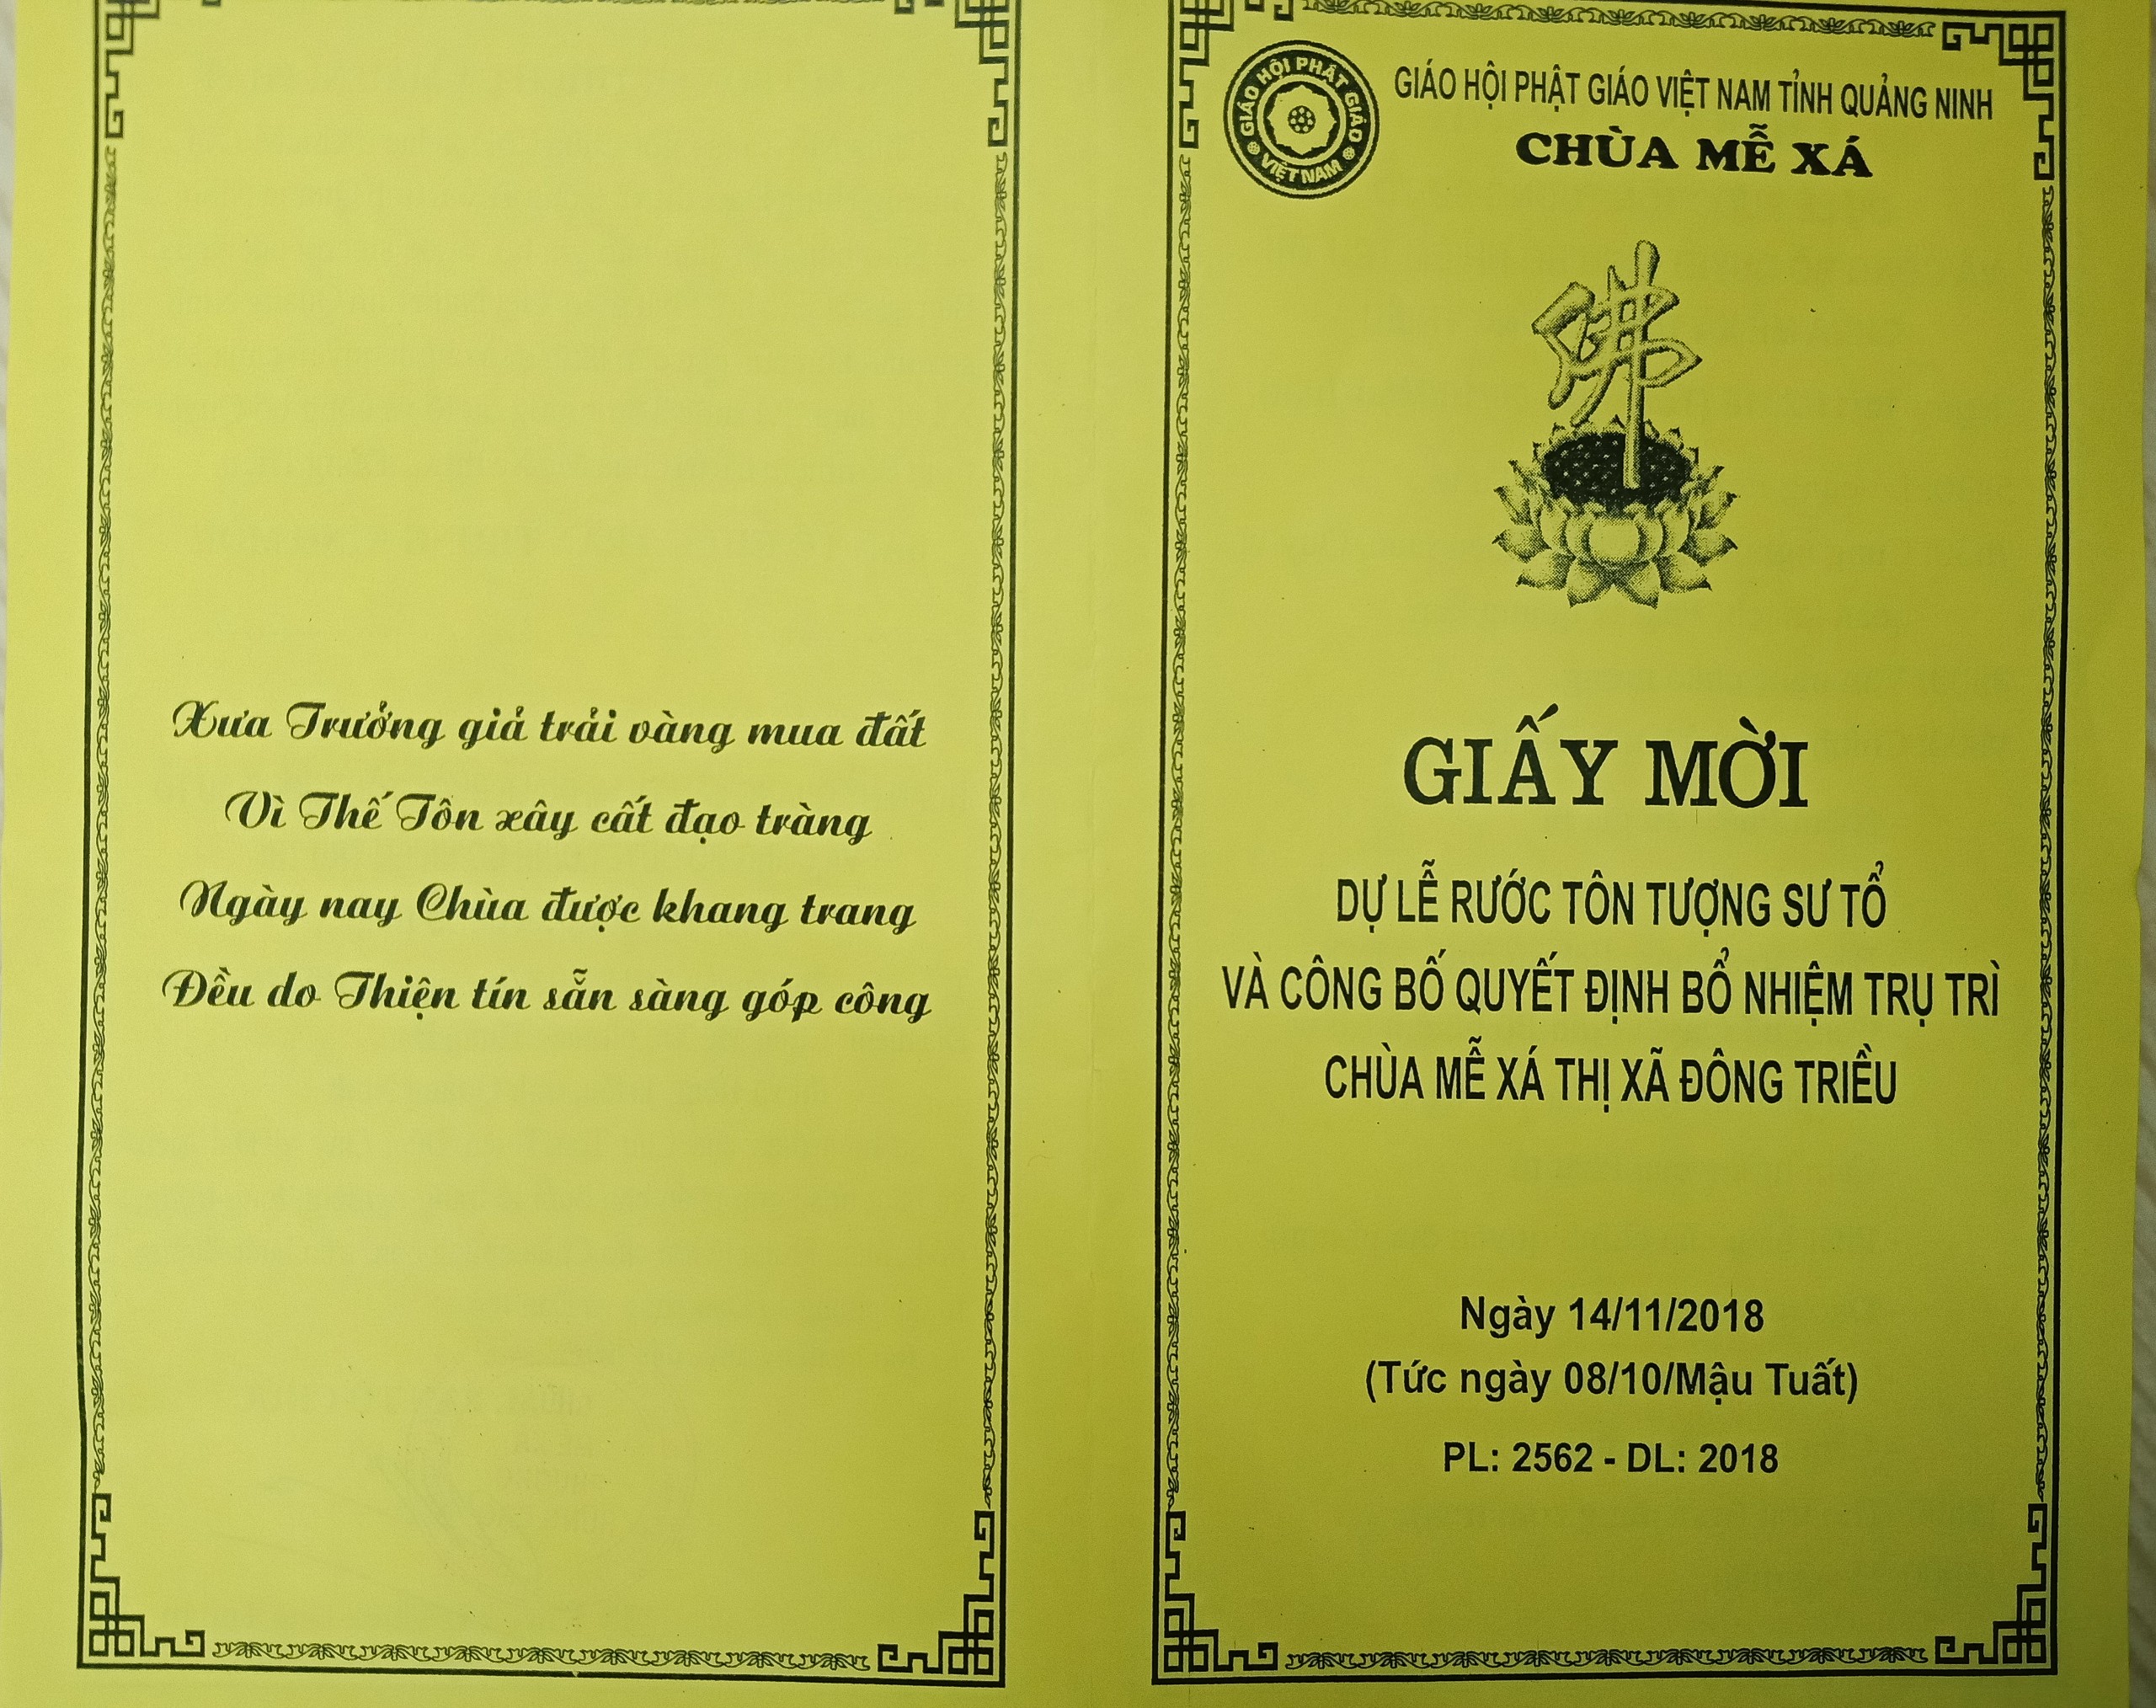 Xưa Trưởng giả trải vàng mua đất
Vì Thế Tôn xây cất đạo tràng
Ngày nay Chùa được khang trang
Đều do Thiện tín sẵn sàng góp công
GIÁO HỘI PHẬT GIÁO
VIỆT NAM
GIÁO HỘI PHẬT GIÁO VIỆT NAM TỈNH QUẢNG NINH
CHÙA MỄ XÁ
佛
GIẤY MỜI
DỰ LỄ RƯỚC TÔN TƯỢNG SƯ TỔ
VÀ CÔNG BỐ QUYẾT ĐỊNH BỔ NHIỆM TRỤ TRÌ
CHÙA MỄ XÁ THỊ XÃ ĐÔNG TRIỀU
Ngày 14/11/2018
(Tức ngày 08/10/Mậu Tuất)
PL: 2562 - DL: 2018